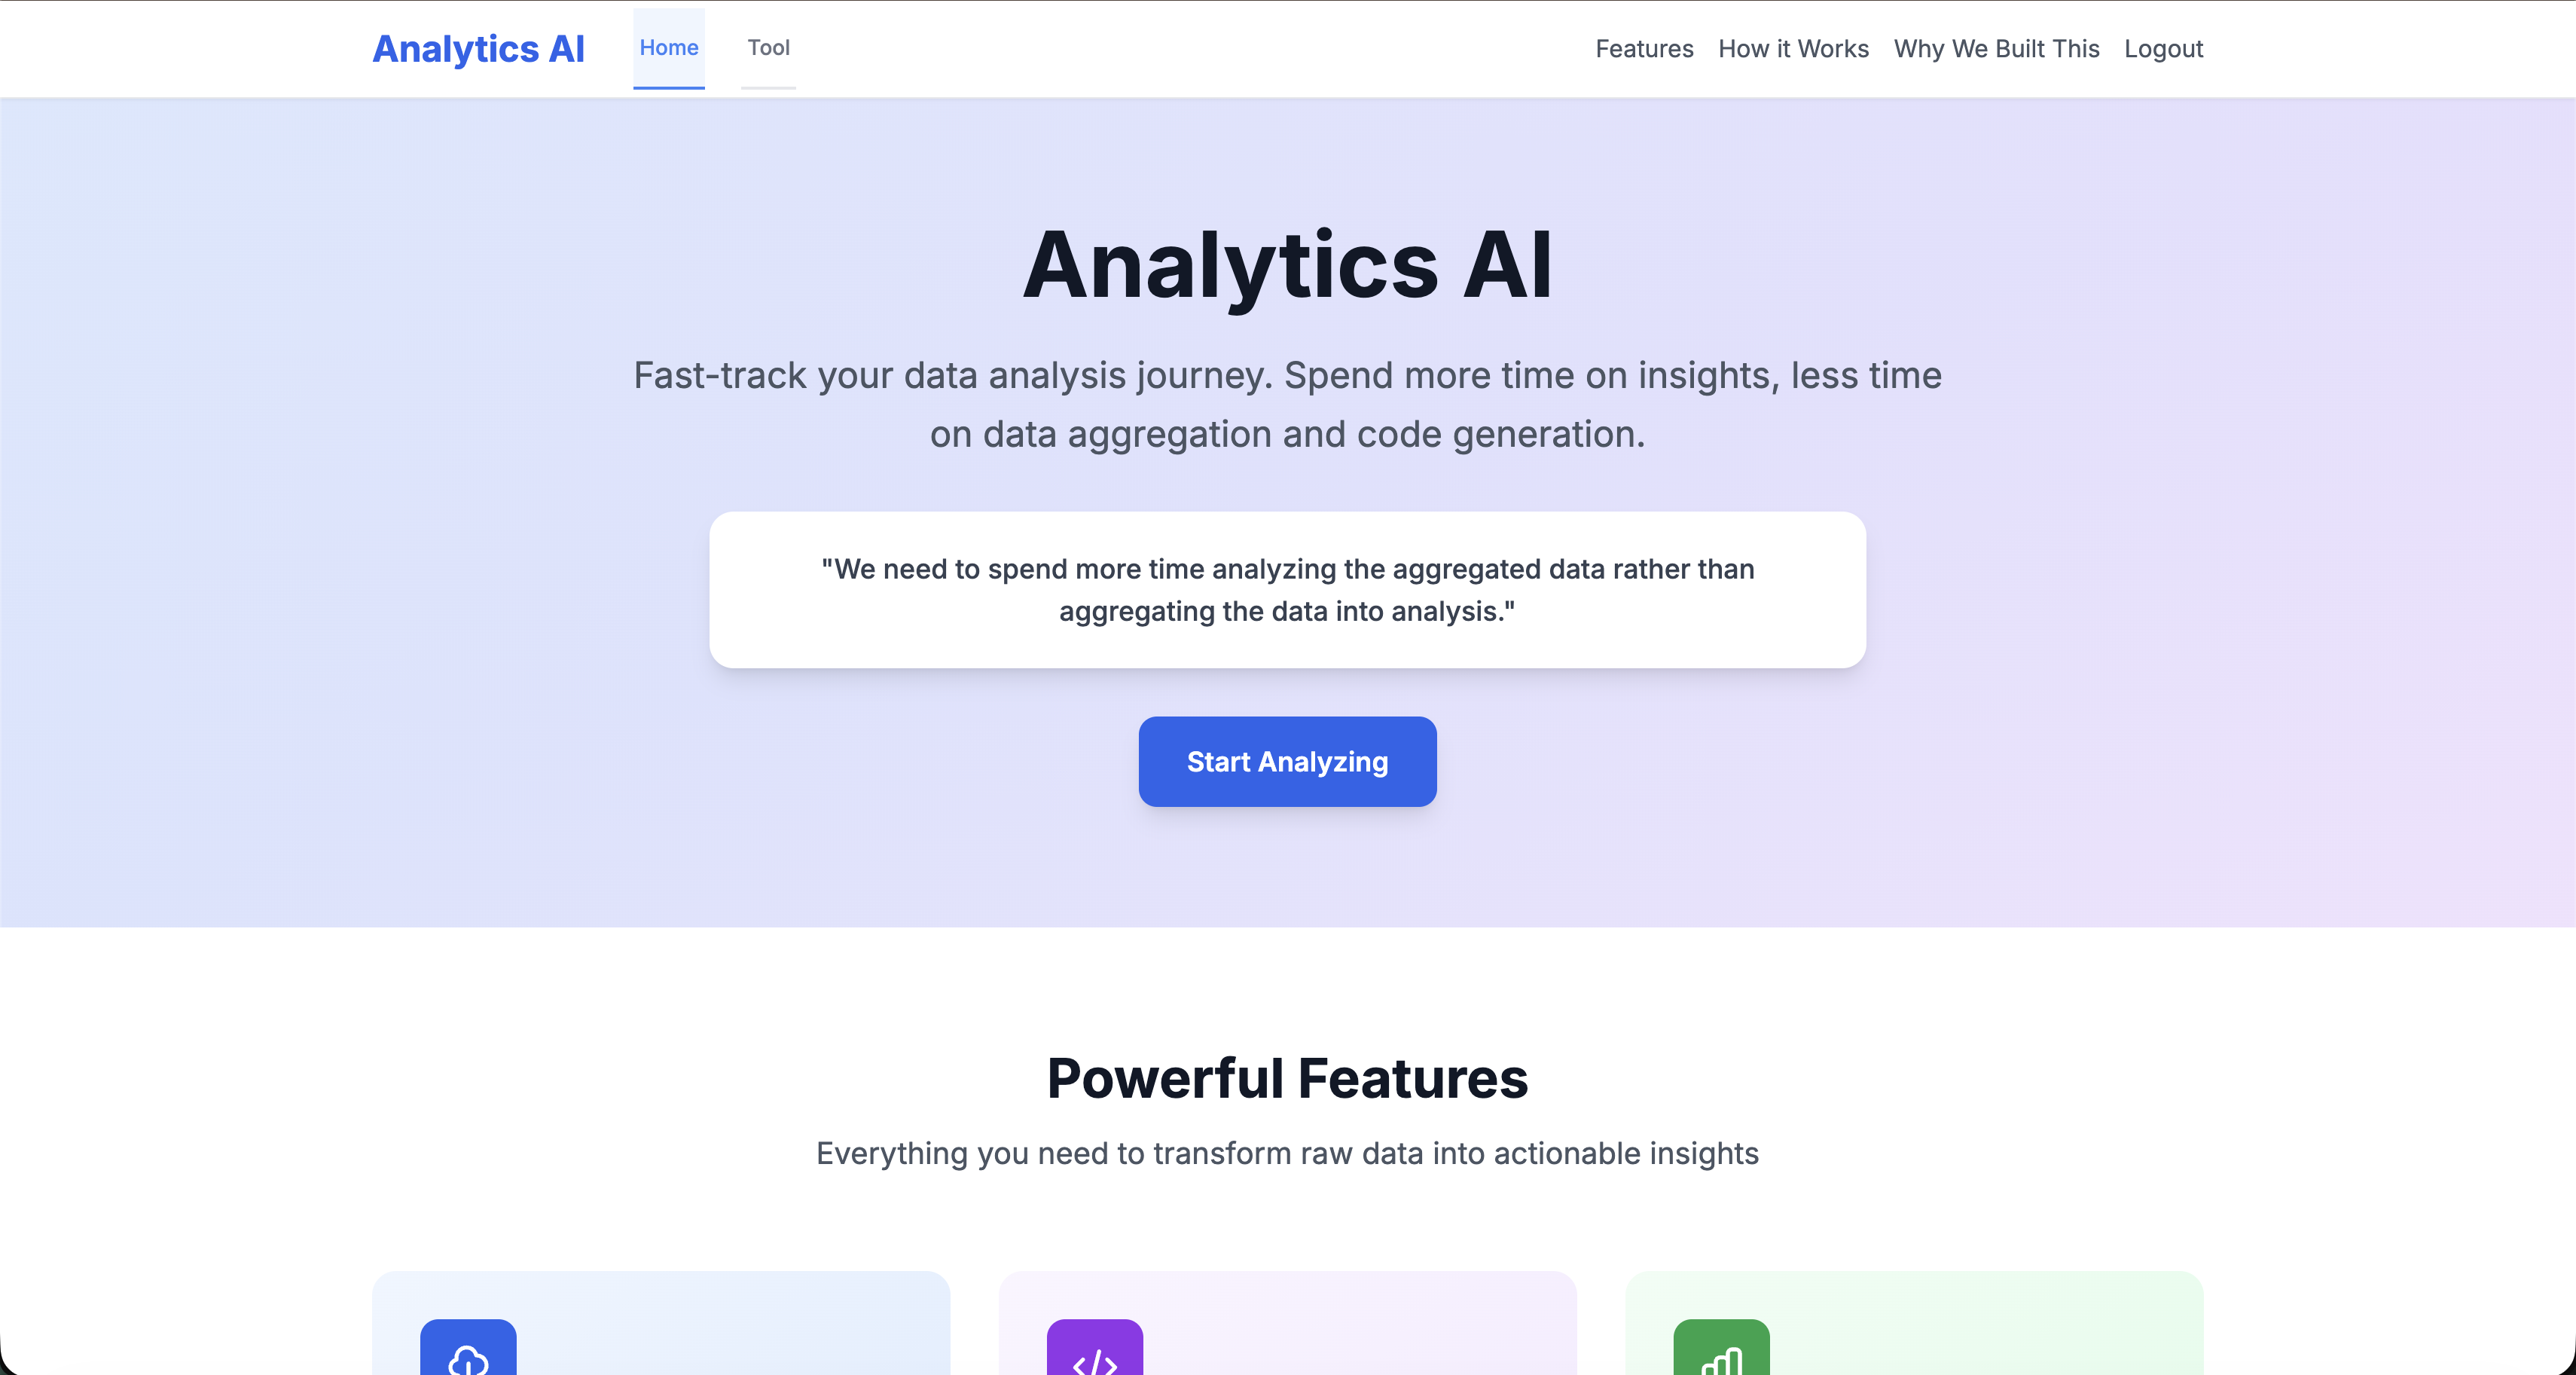 Analytics AI
Home
Tool
Features
How it Works
Why We Built This
Logout
Analytics AI
Fast-track your data analysis journey. Spend more time on insights, less time
on data aggregation and code generation.
"We need to spend more time analyzing the aggregated data rather than
aggregating the data into analysis."
Start Analyzing
Powerful Features
Everything you need to transform raw data into actionable insights